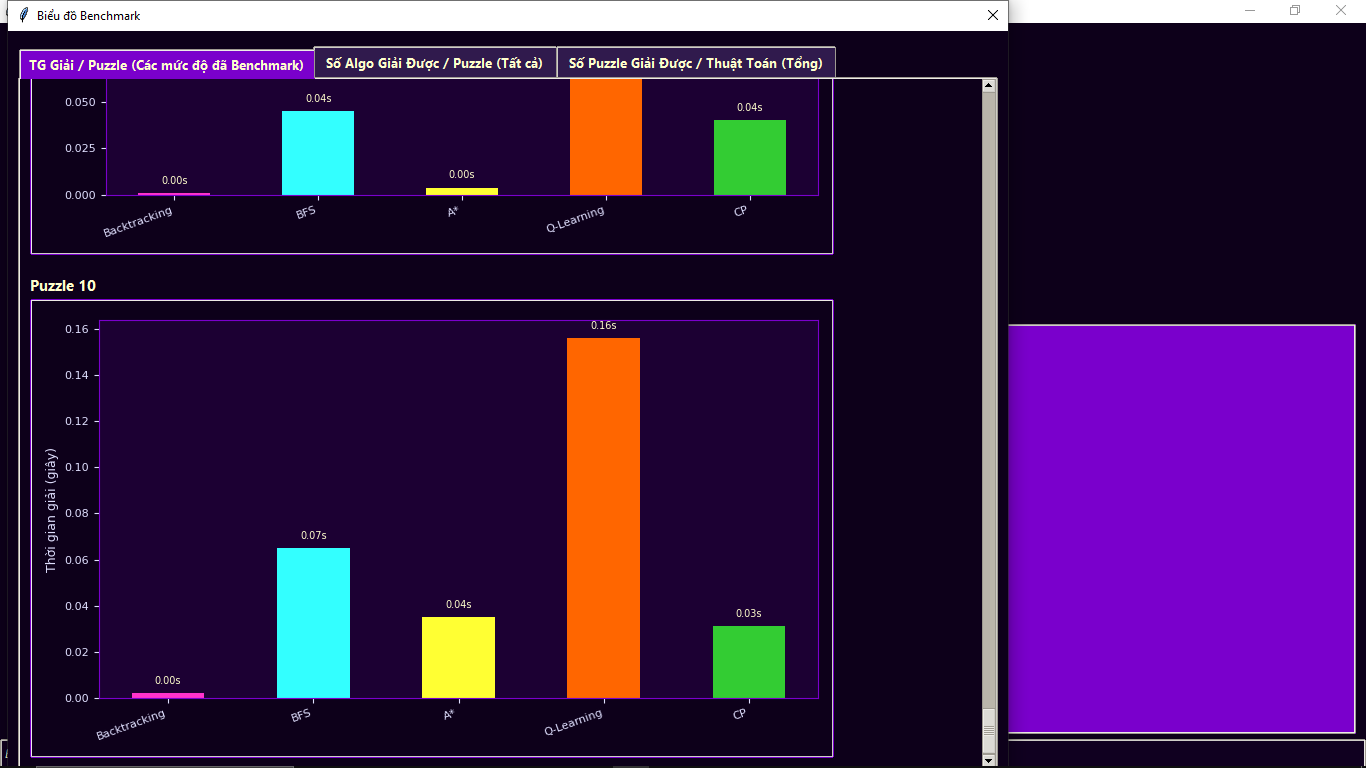 Biểu đồ Benchmark
TG Giải / Puzzle (Các mức độ đã Benchmark)
Số Algo Giải Được / Puzzle (Tất cả)
Số Puzzle Giải Được / Thuật Toán (Tổng)
0.050
0.025
0.000
0.00s
0.04s
0.00s
0.04s
Backtracking
BFS
A*
Q-Learning
CP
Puzzle 10
Thời gian giải (giây)
0.16
0.14
0.12
0.10
0.08
0.06
0.04
0.02
0.00
0.00s
0.07s
0.04s
0.16s
0.03s
Backtracking
BFS
A*
Q-Learning
CP